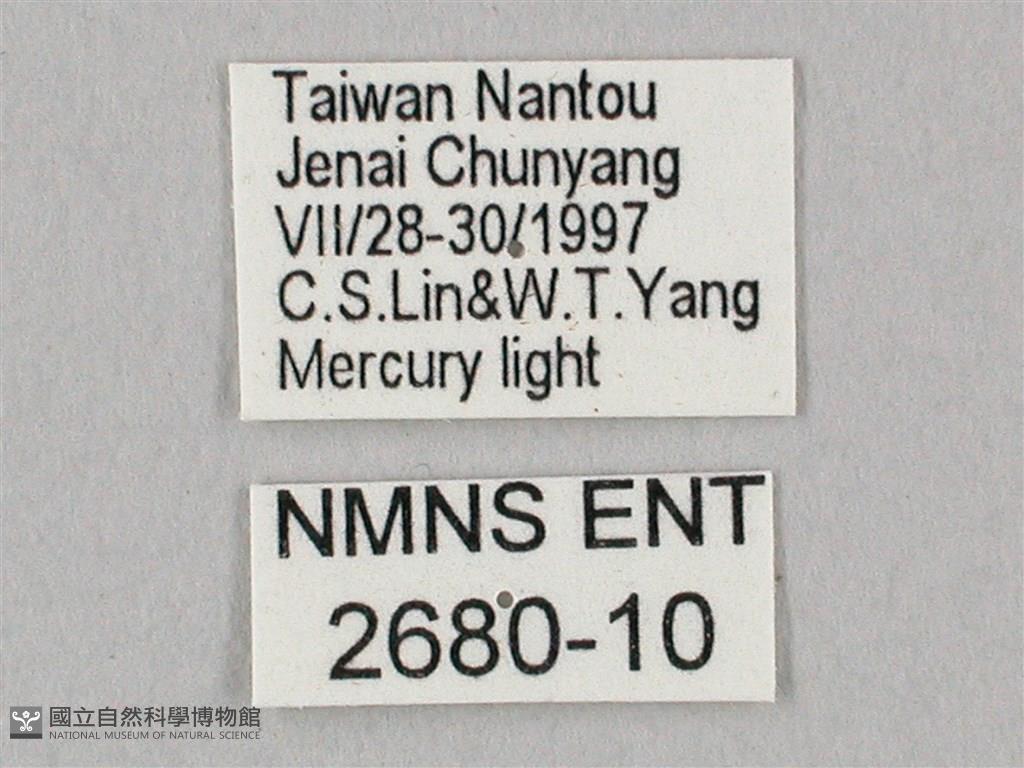 Taiwan Nantou
Jenai Chunyang
VII/28-30/1997
C.S.Lin&W.T.Yang
Mercury light
NMNS ENT
2680-10
國立自然科學博物館
NATIONAL MUSEUM OF NATURAL SCIENCE